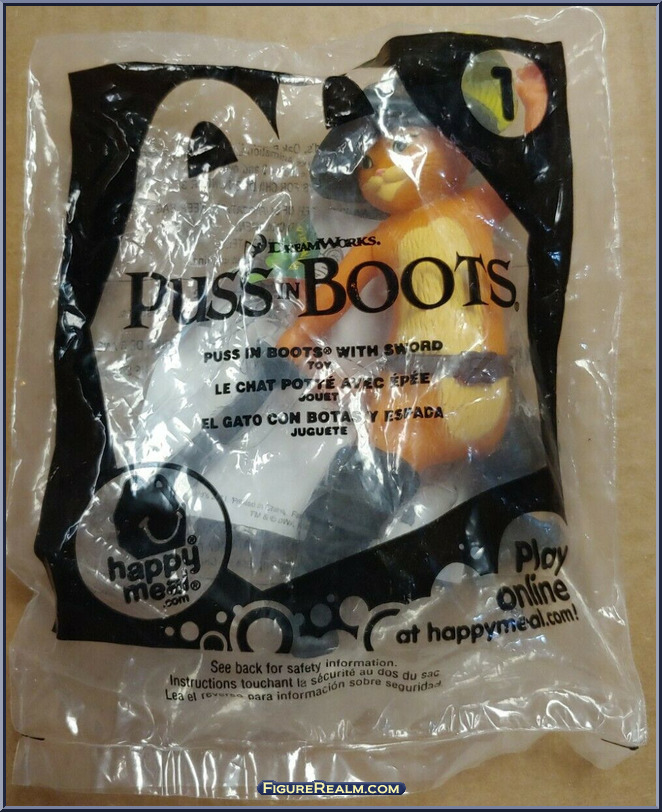 1
DREAMWORKS.
PUSS IN BOOTS®
PUSS IN BOOTS® WITH SWORD
TOY
LE CHAT POTTÉ AVEC ÉPÉE
JOUET
EL GATO CON BOTAS Y ESPADA
JUGUETE
happy
meal®
.com
Play
online
at happymeal.com!
See back for safety information.
Instructions touchant la sécurité au dos du sac
Lea el reverso para información sobre seguridad
FIGUREREALM.COM